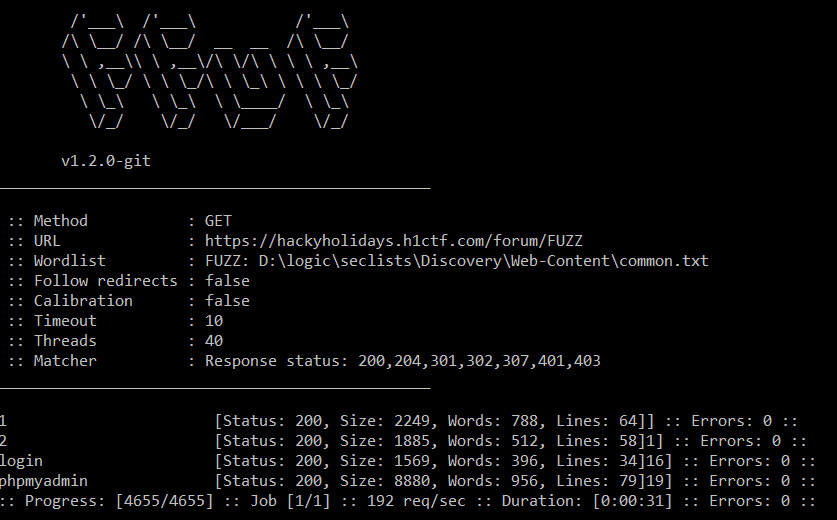 /'___\  /'___\           /'___\
/\ \__/ /\ \__/  __  __  /\ \__/
\ \ ,__\\ \ ,__\/\ \/\ \ \ \ ,__\
 \ \ \_/ \ \ \_/\ \ \_\ \ \ \ \_/
  \ \_\   \ \_\  \ \____/  \ \_\
   \/_/    \/_/   \/___/    \/_/
v1.2.0-git
________________________________________________
:: Method : GET
:: URL : https://hackyholidays.h1ctf.com/forum/FUZZ
:: Wordlist : FUZZ: D:\logic\seclists\Discovery\Web-Content\common.txt
:: Follow redirects : false
:: Calibration : false
:: Timeout : 10
:: Threads : 40
:: Matcher : Response status: 200,204,301,302,307,401,403
________________________________________________
1 [Status: 200, Size: 2249, Words: 788, Lines: 64]] :: Errors: 0 ::
2 [Status: 200, Size: 1885, Words: 512, Lines: 58]1] :: Errors: 0 ::
login [Status: 200, Size: 1569, Words: 396, Lines: 34]16] :: Errors: 0 ::
phpmyadmin [Status: 200, Size: 8880, Words: 956, Lines: 79]19] :: Errors: 0 ::
:: Progress: [4655/4655] :: Job [1/1] :: 192 req/sec :: Duration: [0:00:31] :: Errors: 0 ::